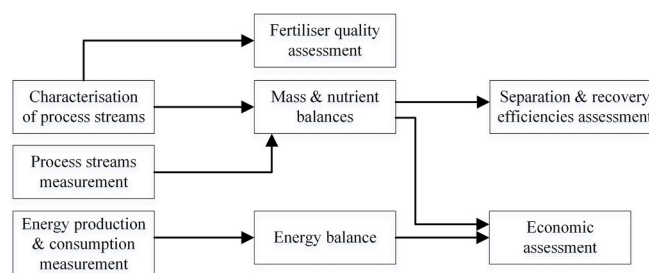 Fertiliser quality
assessment
Characterisation
of process streams
Mass & nutrient
balances
Separation & recovery
efficiencies assessment
Process streams
measurement
Energy production
& consumption
measurement
Energy balance
Economic
assessment